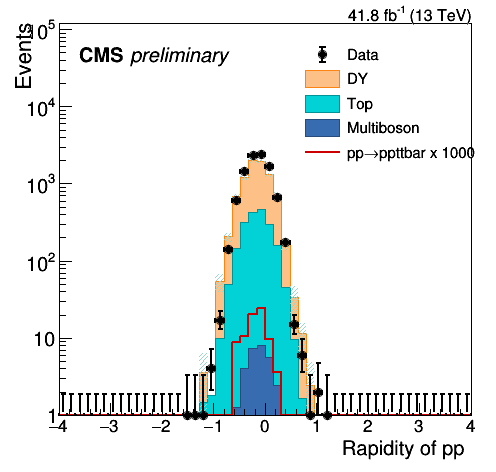 41.8 fb⁻¹ (13 TeV)
Events
CMS preliminary
Data
DY
Top
Multiboson
pp→ppttbar x 1000
10⁵
10⁴
10³
10²
10
1
−4 −3 −2 −1 0 1 2 3 4
Rapidity of pp